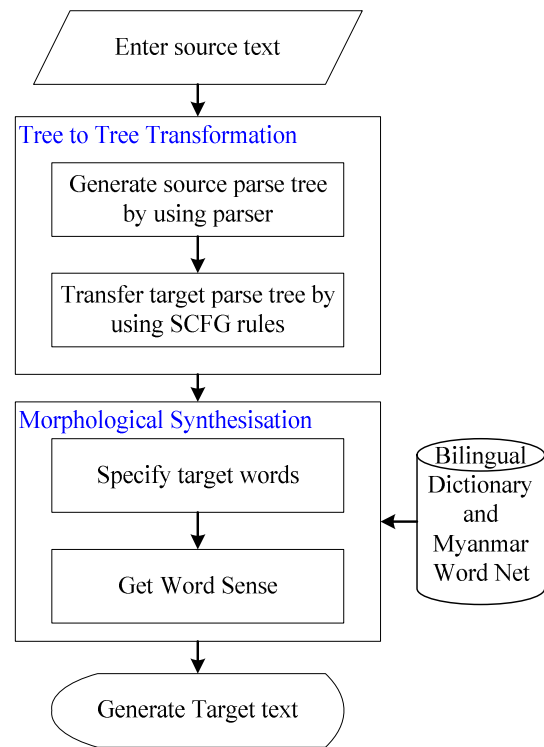 Enter source text
Tree to Tree Transformation
Generate source parse tree
by using parser
Transfer target parse tree by
using SCFG rules
Morphological Synthesisation
Specify target words
Get Word Sense
Bilingual
Dictionary
and
Myanmar
Word Net
Generate Target text